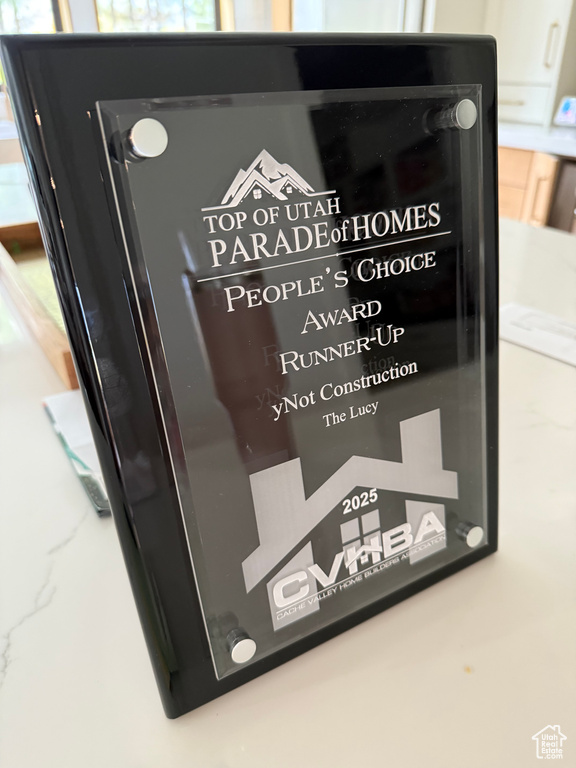 TOP OF UTAH
PARADE of HOMES
PEOPLE'S CHOICE
AWARD
RUNNER-UP
yNot Construction
The Lucy
2025
CVHBA
CACHE VALLEY HOME BUILDERS ASSOCIATION
Utah
Real
Estate
.com